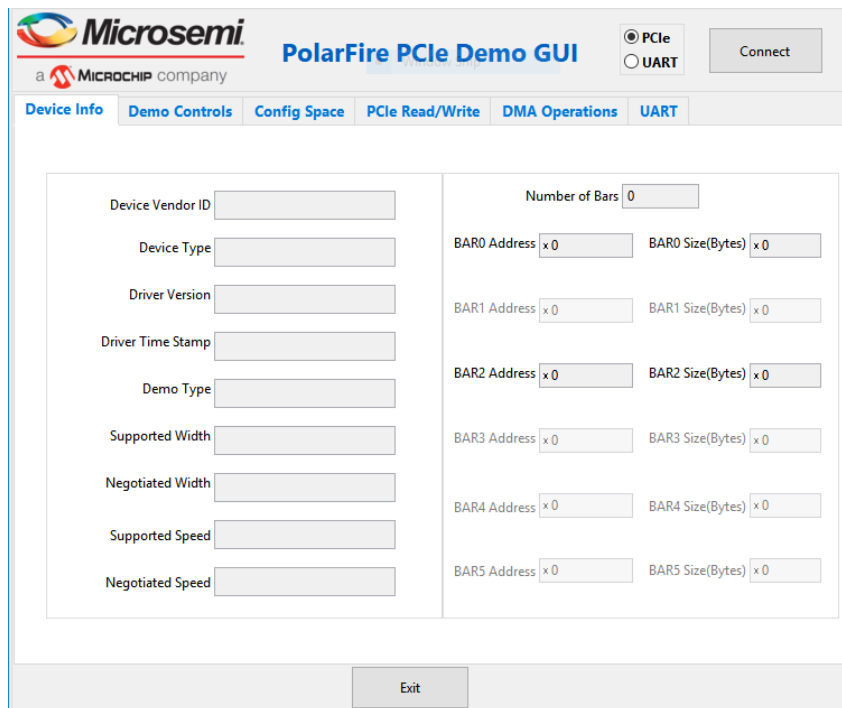 Microsemi.
a MICROCHIP company
PolarFire PCIe Demo GUI
PCIe
UART
Connect
Device Info Demo Controls Config Space PCIe Read/Write DMA Operations UART
Device Vendor ID
Device Type
Driver Version
Driver Time Stamp
Demo Type
Supported Width
Negotiated Width
Supported Speed
Negotiated Speed
Number of Bars 0
BAR0 Address x 0 BAR0 Size(Bytes) x 0
BAR1 Address x 0 BAR1 Size(Bytes) x 0
BAR2 Address x 0 BAR2 Size(Bytes) x 0
BAR3 Address x 0 BAR3 Size(Bytes) x 0
BAR4 Address x 0 BAR4 Size(Bytes) x 0
BAR5 Address x 0 BAR5 Size(Bytes) x 0
Exit